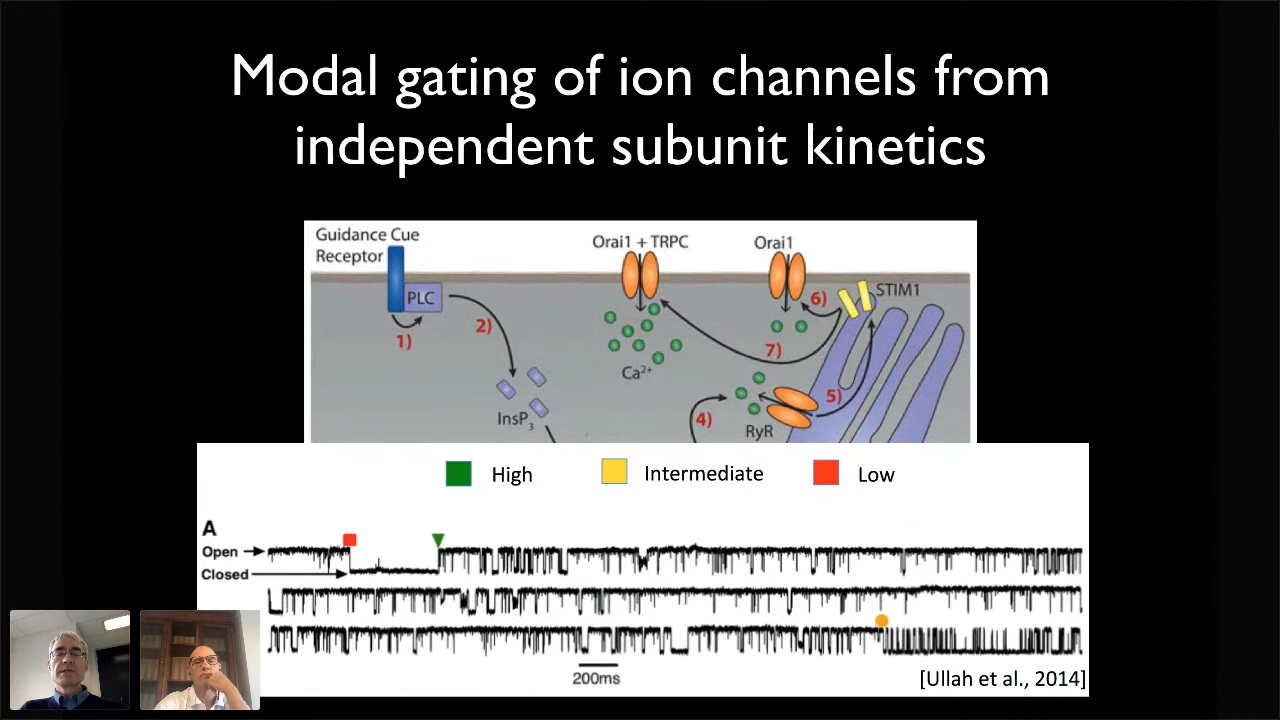 Modal gating of ion channels from
independent subunit kinetics
Guidance Cue
Receptor
Orai1 + TRPC
Orai1
PLC
STIM1
1)
2)
6)
7)
Ca2+
5)
InsP3
4)
RyR
High
Intermediate
Low
A
Open
Closed
200ms
[Ullah et al., 2014]